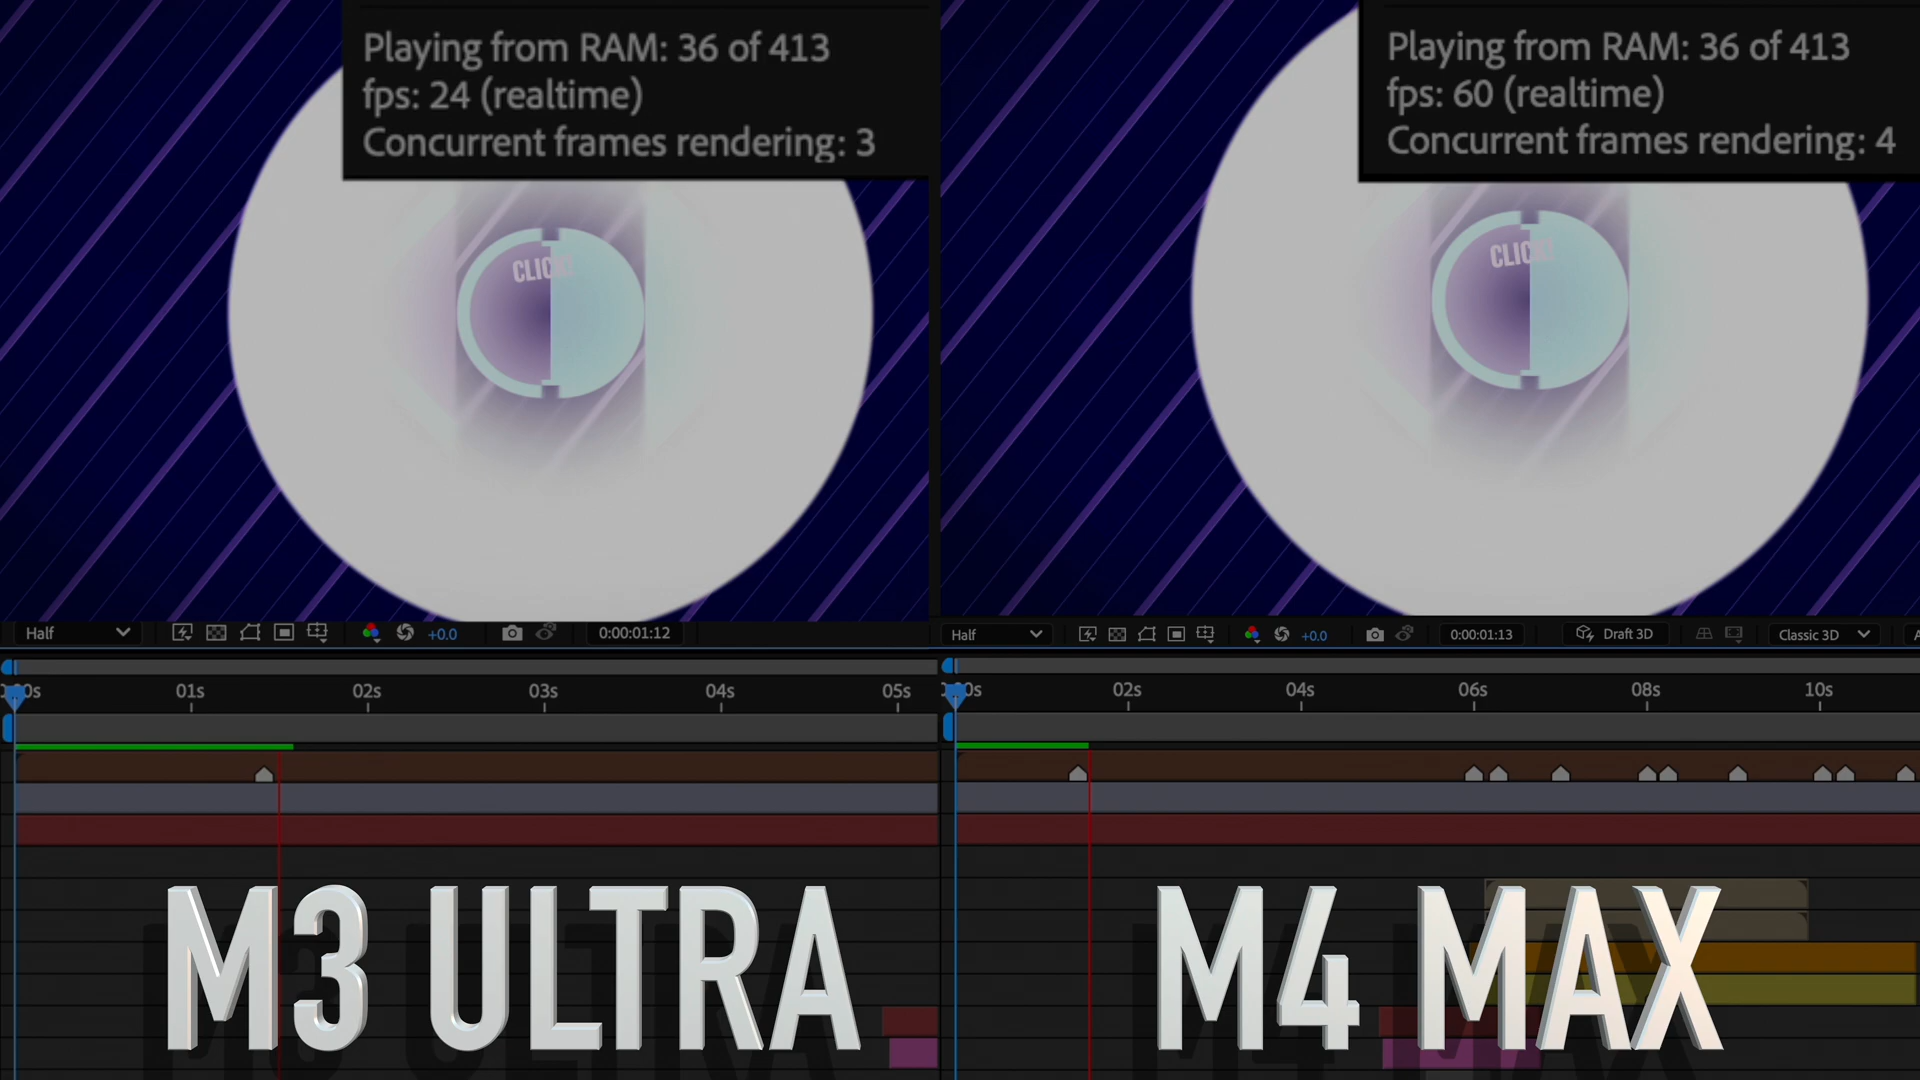 Playing from RAM: 36 of 413
fps: 24 (realtime)
Concurrent frames rendering: 3
Playing from RAM: 36 of 413
fps: 60 (realtime)
Concurrent frames rendering: 4
Half
+0.0
0:00:01:12
Half
+0.0
0:00:01:13
Draft 3D
Classic 3D
01s
02s
03s
04s
05s
02s
04s
06s
08s
10s
M3 ULTRA
M4 MAX